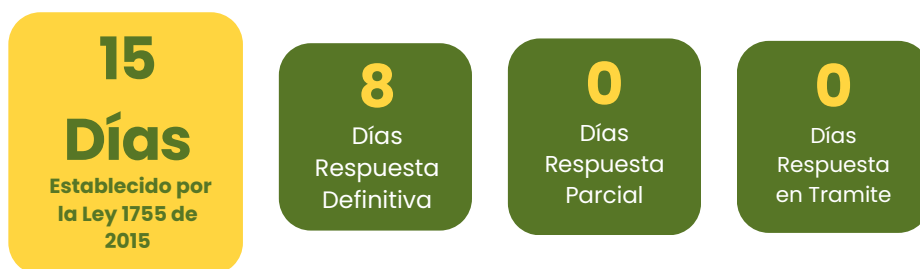 15
Días
Establecido por
la Ley 1755 de
2015
8
Días
Respuesta
Definitiva
0
Días
Respuesta
Parcial
0
Días
Respuesta
en Tramite